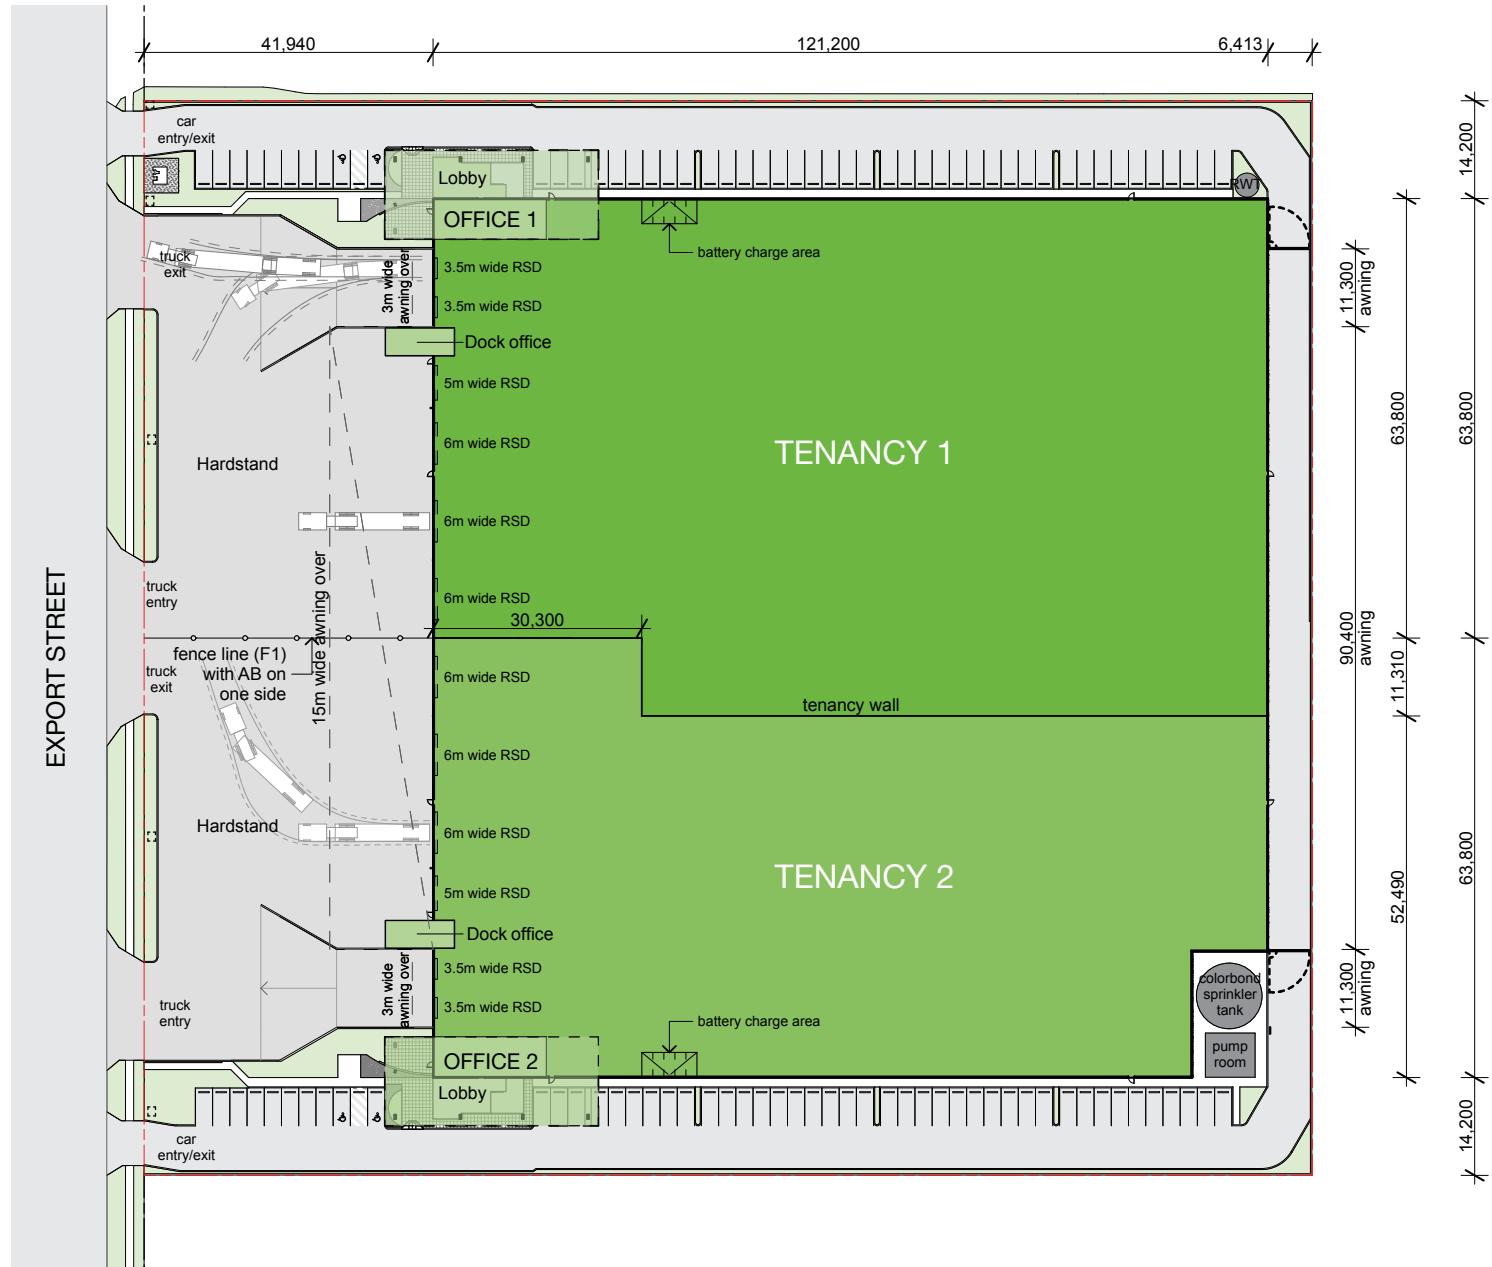 41,940
121,200
6,413
car
entry/exit
Lobby
OFFICE 1
RWT
14,200
truck
exit
3m wide
awning over
3.5m wide RSD
3.5m wide RSD
battery charge area
11,300
awning
Dock office
5m wide RSD
6m wide RSD
Hardstand
TENANCY 1
63,800
63,800
6m wide RSD
EXPORT STREET
truck
entry
15m wide awning over
6m wide RSD
30,300
90,400
awning
fence line (F1)
with AB on
one side
truck
exit
6m wide RSD
tenancy wall
11,310
6m wide RSD
Hardstand
6m wide RSD
TENANCY 2
5m wide RSD
52,490
63,800
Dock office
3m wide
awning over
3.5m wide RSD
3.5m wide RSD
truck
entry
battery charge area
colorbond
sprinkler
tank
pump
room
11,300
awning
OFFICE 2
Lobby
car
entry/exit
14,200